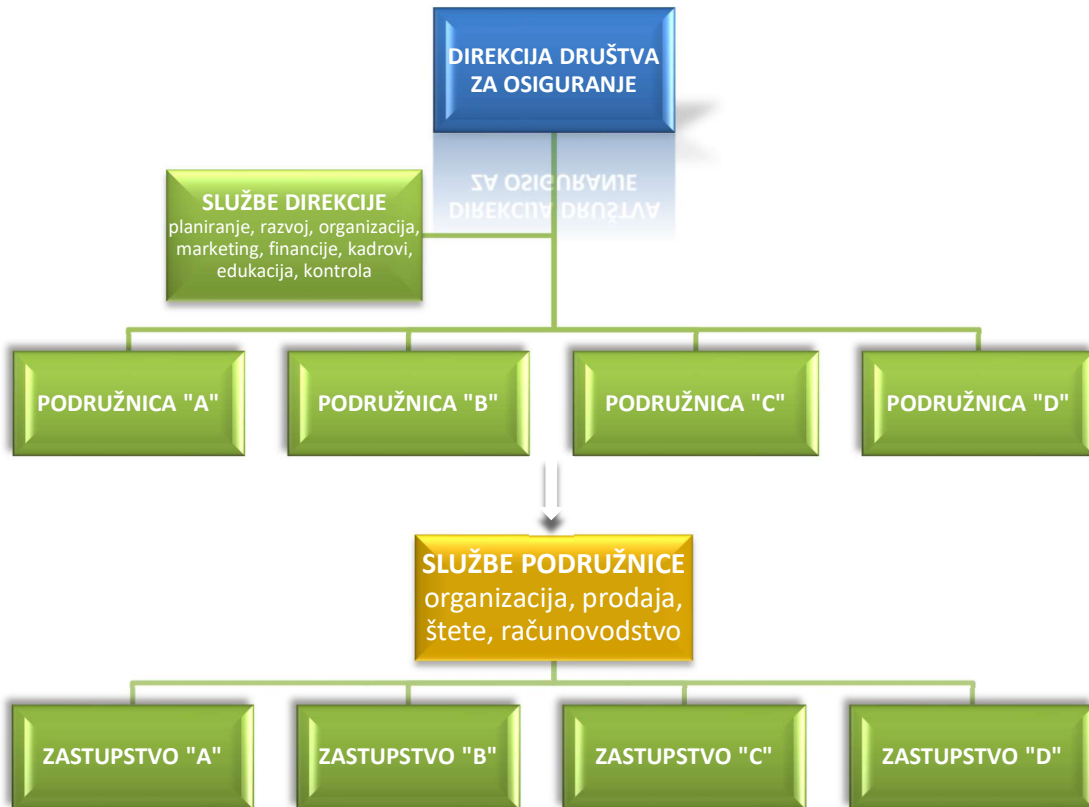 DIREKCIJA DRUŠTVA
ZA OSIGURANJE
SLUŽBE DIREKCIJE
planiranje, razvoj, organizacija,
marketing, financije, kadrovi,
edukacija, kontrola
PODRUŽNICA "A"
PODRUŽNICA "B"
PODRUŽNICA "C"
PODRUŽNICA "D"
SLUŽBE PODRUŽNICE
organizacija, prodaja,
štete, računovodstvo
ZASTUPSTVO "A"
ZASTUPSTVO "B"
ZASTUPSTVO "C"
ZASTUPSTVO "D"